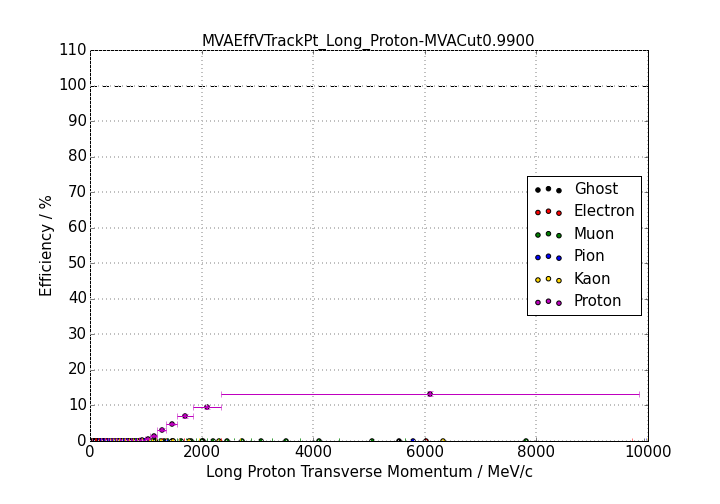 MVAEffVTrackPt_Long_Proton-MVACut0.9900
110
100
90
80
70
60
50
40
30
20
10
0
Efficiency / %
Ghost
Electron
Muon
Pion
Kaon
Proton
0 2000 4000 6000 8000 10000
Long Proton Transverse Momentum / MeV/c